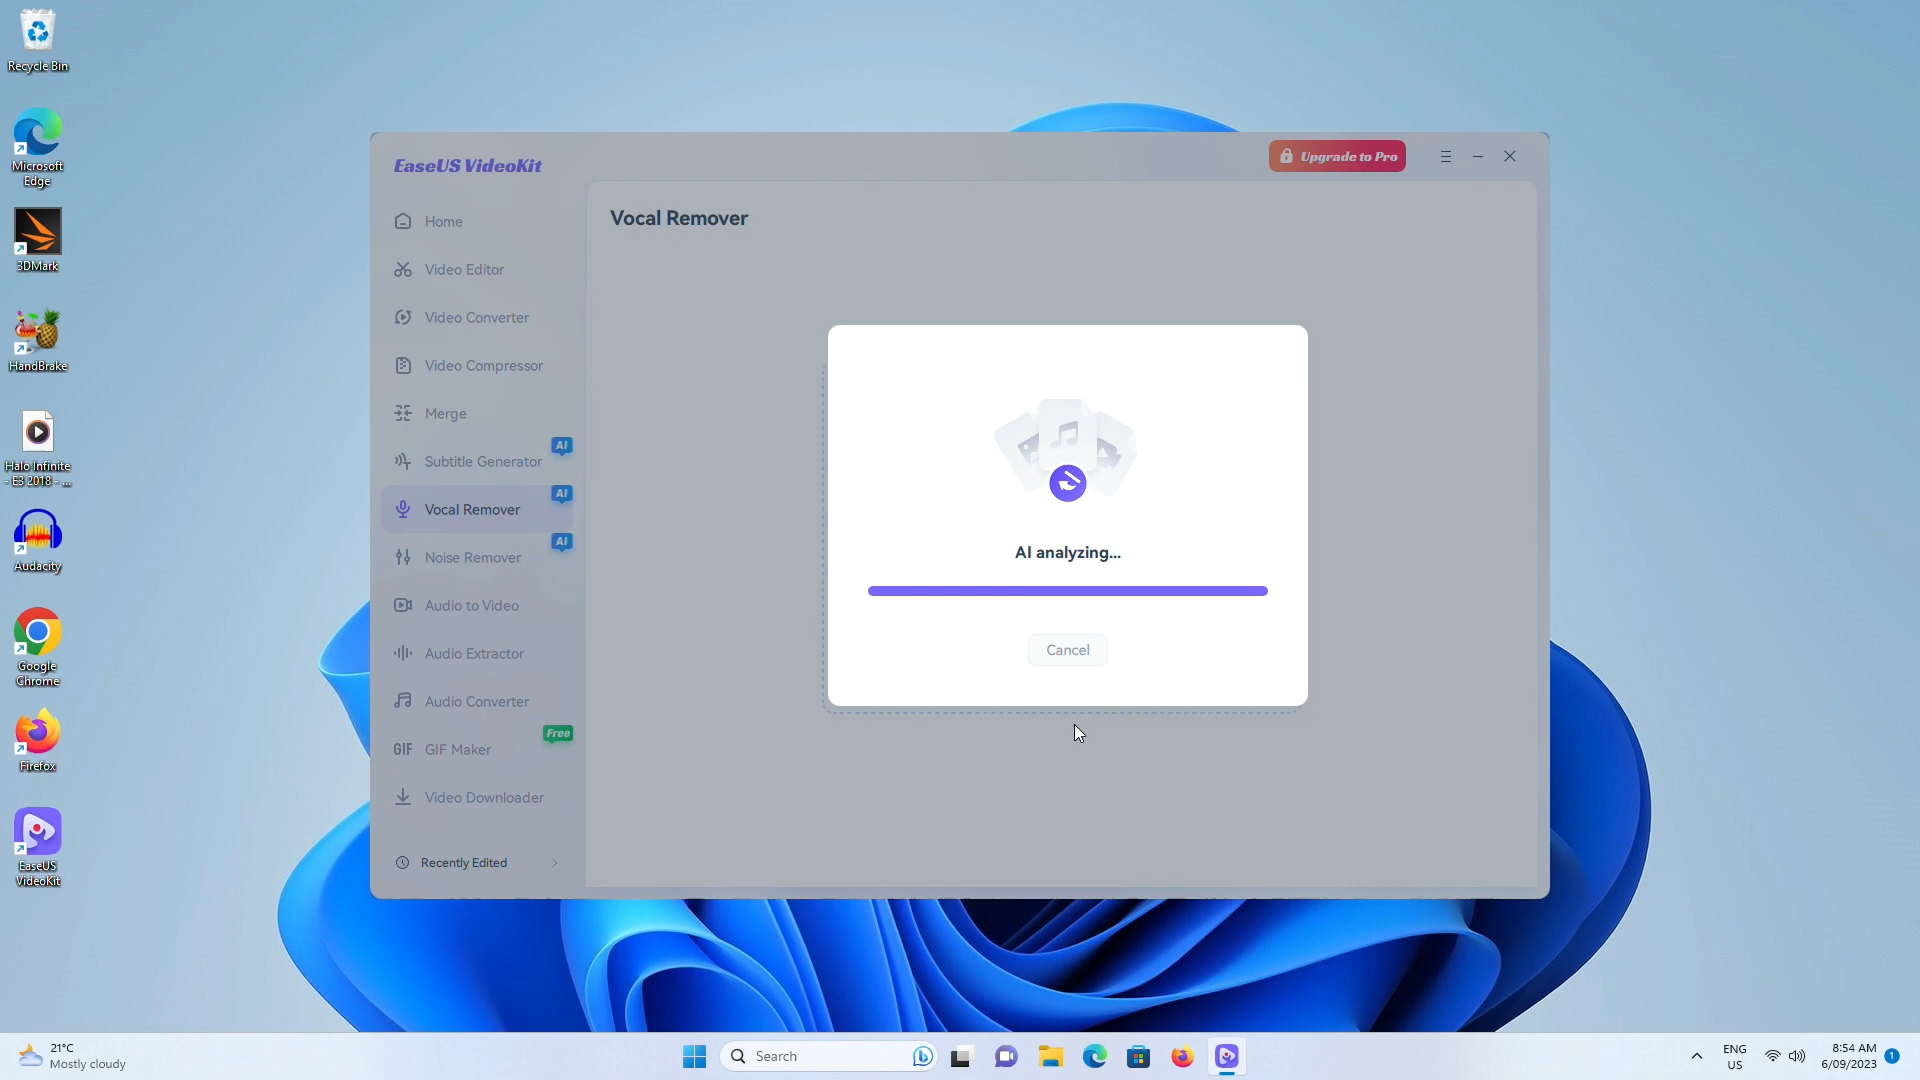 Recycle Bin
Microsoft
Edge
3DMark
HandBrake
Halo Infinite
- E3 2018 - ...
Audacity
Google
Chrome
Firefox
EaseUS
VideoKit
EaseUS VideoKit
Upgrade to Pro
Home
Video Editor
Video Converter
Video Compressor
Merge
AI
Subtitle Generator
AI
Vocal Remover
AI
Noise Remover
Audio to Video
Audio Extractor
Audio Converter
Free
GIF GIF Maker
Video Downloader
Recently Edited
Vocal Remover
AI analyzing...
Cancel
21°C
Mostly cloudy
Search
ENG
US
8:54 AM
6/09/2023
1